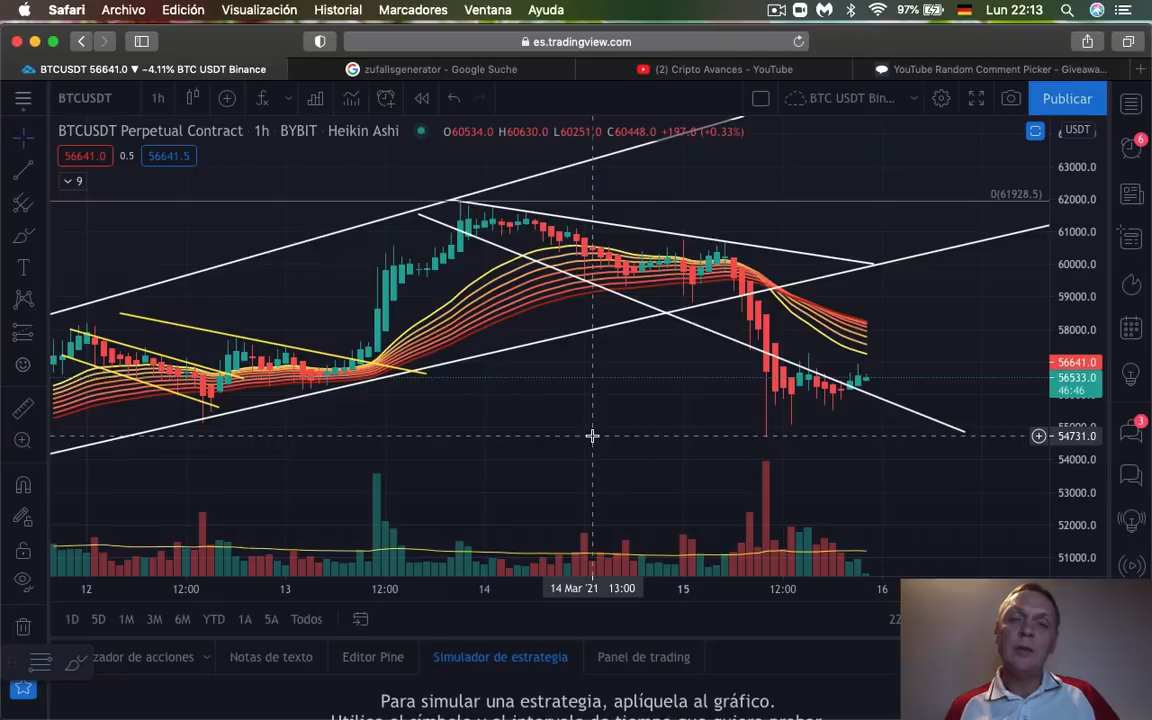 Safari Archivo Edición Visualización Historial Marcadores Ventana Ayuda 97% Lun 22:13
es.tradingview.com
BTCUSDT 56641.0 ▼ −4.11% BTC USDT Binance
zufallsgenerator - Google Suche
(2) Cripto Avances - YouTube
YouTube Random Comment Picker - Giveawa...
BTCUSDT 1h BTC USDT Bin... Publicar
BTCUSDT Perpetual Contract · 1h · BYBIT · Heikin Ashi O60534.0 H60630.0 L60251.0 C60448.0 +197.0 (+0.33%)
USDT
56641.0 0.5 56641.5
9
6
0(61928.5)
63000.0
62000.0
61000.0
60000.0
59000.0
58000.0
56641.0
56533.0
46:46
3
54731.0
54000.0
53000.0
52000.0
51000.0
12 12:00 13 12:00 14 14 Mar '21 13:00 15 12:00 16
1D 5D 1M 3M 6M YTD 1A 5A Todos
zador de acciones Notas de texto Editor Pine Simulador de estrategia Panel de trading
Para simular una estrategia, aplíquela al gráfico.